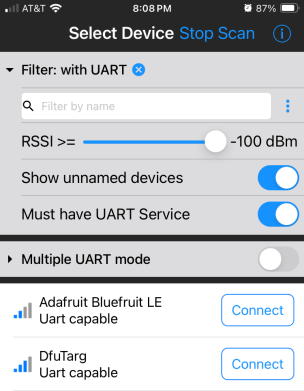 AT&T 8:08 PM 87%
Select Device Stop Scan
Filter: with UART
Filter by name
RSSI >= -100 dBm
Show unnamed devices
Must have UART Service
Multiple UART mode
Adafruit Bluefruit LE
Uart capable
Connect
DfuTarg
Uart capable
Connect